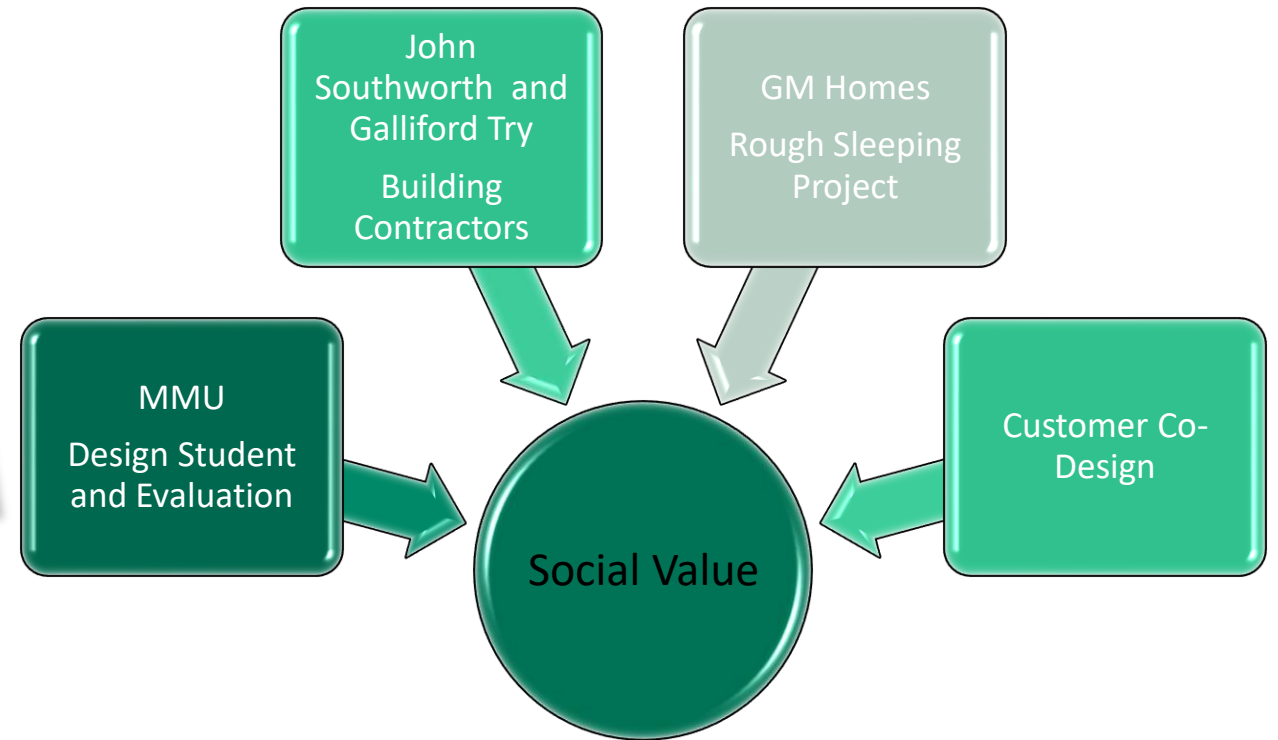 John
Southworth and
Galliford Try
Building
Contractors
GM Homes
Rough Sleeping
Project
MMU
Design Student
and Evaluation
Customer Co-
Design
Social Value